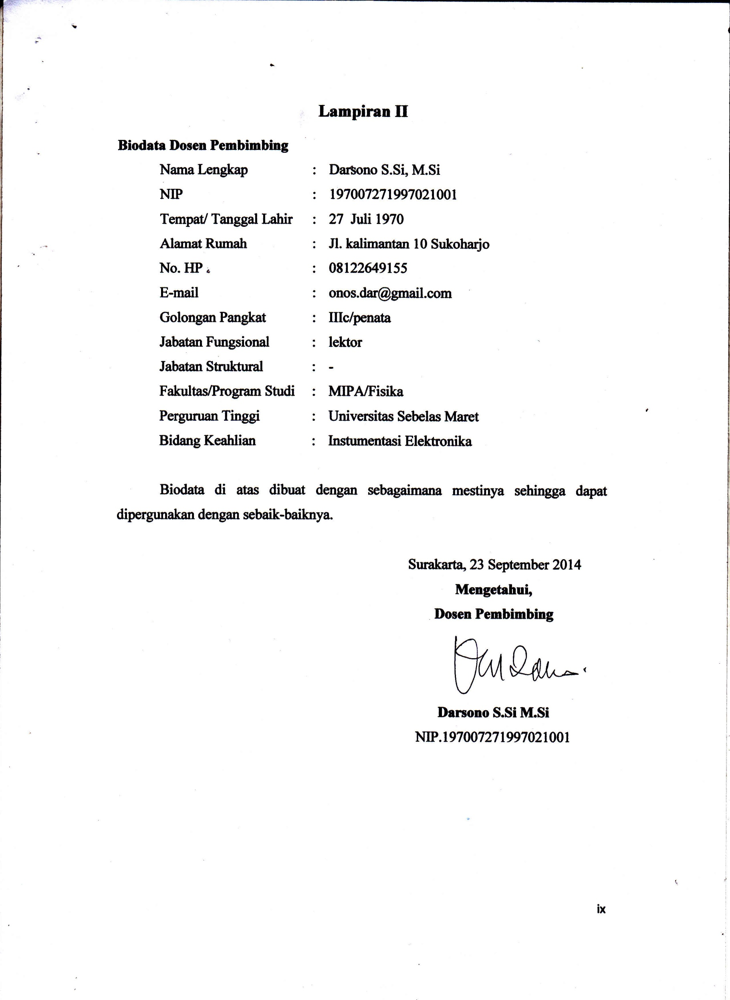 Lampiran II
Biodata Dosen Pembimbing
Nama Lengkap : Darsono S.Si, M.Si
NIP : 197007271997021001
Tempat/ Tanggal Lahir : 27 Juli 1970
Alamat Rumah : Jl. kalimantan 10 Sukoharjo
No. HP : 08122649155
E-mail : onos.dar@gmail.com
Golongan Pangkat : IIIc/penata
Jabatan Fungsional : lektor
Jabatan Struktural : -
Fakultas/Program Studi : MIPA/Fisika
Perguruan Tinggi : Universitas Sebelas Maret
Bidang Keahlian : Instumentasi Elektronika
Biodata di atas dibuat dengan sebagaimana mestinya sehingga dapat
dipergunakan dengan sebaik-baiknya.
Surakarta, 23 September 2014
Mengetahui,
Dosen Pembimbing
Darsono S.Si M.Si
NIP.197007271997021001
ix